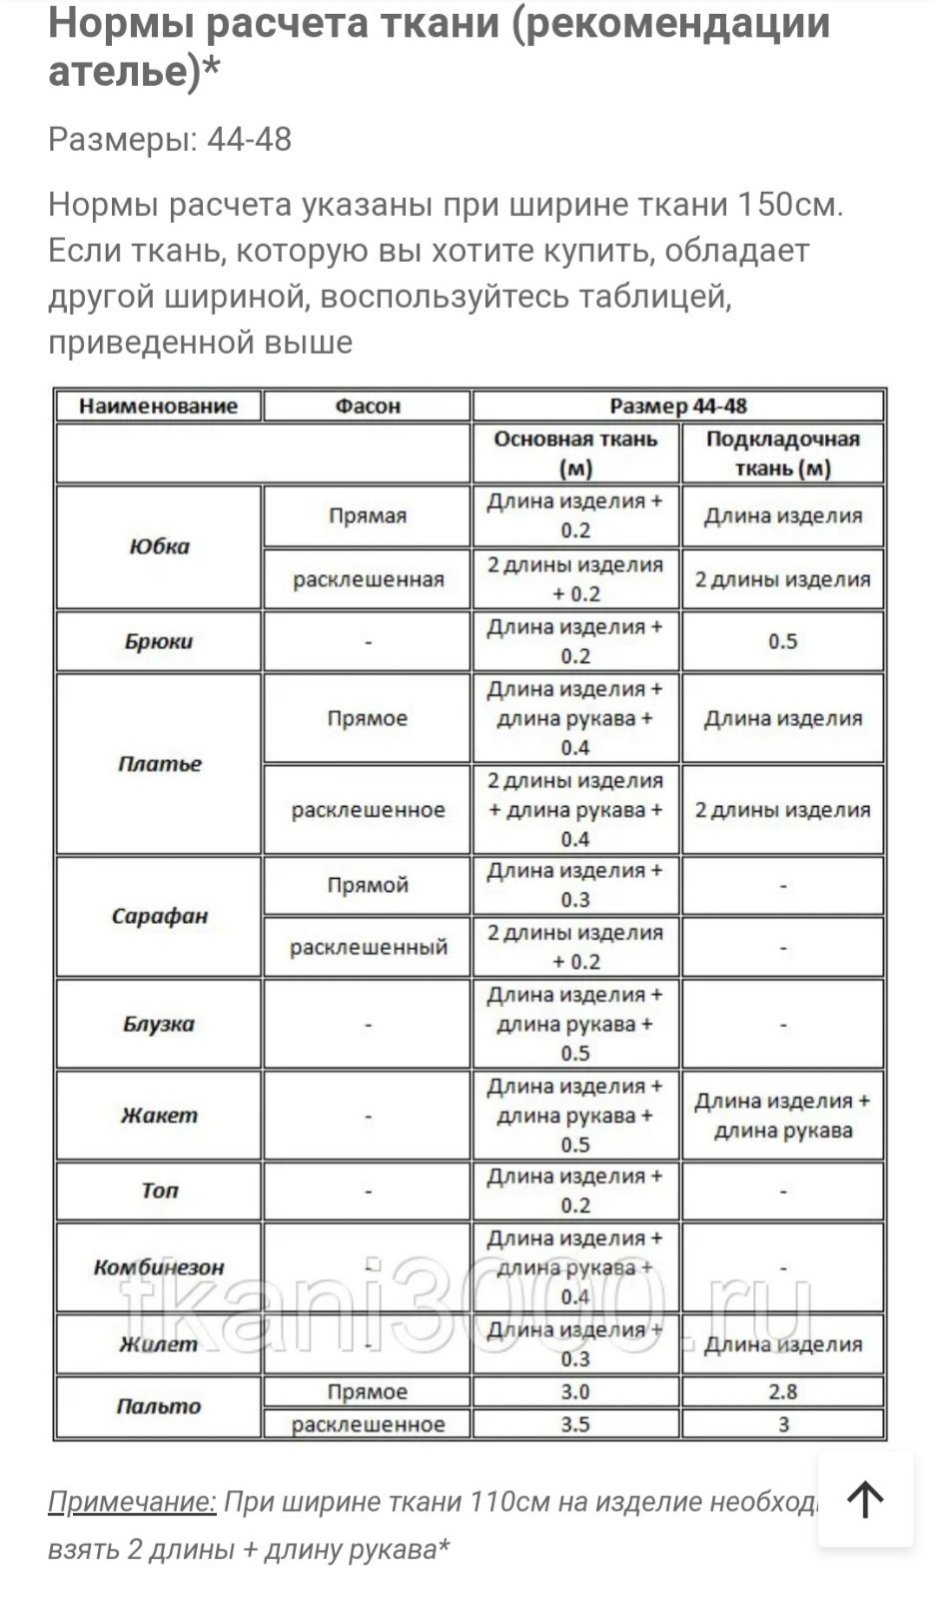 Нормы расчета ткани (рекомендации
ателье)*
Размеры: 44-48
Нормы расчета указаны при ширине ткани 150см.
Если ткань, которую вы хотите купить, обладает
другой шириной, воспользуйтесь таблицей,
приведенной выше
Наименование Фасон Размер 44-48
Основная ткань (м) Подкладочная ткань (м)
Юбка
Прямая
Длина изделия +
0.2
Длина изделия
расклешенная
2 длины изделия
+ 0.2
2 длины изделия
Брюки
-
Длина изделия +
0.2
0.5
Платье
Прямое
Длина изделия +
длина рукава +
0.4
Длина изделия
расклешенное
2 длины изделия
+ длина рукава +
0.4
2 длины изделия
Сарафан
Прямой
Длина изделия +
0.3
-
расклешенный
2 длины изделия
+ 0.2
-
Блузка
-
Длина изделия +
длина рукава +
0.5
-
Жакет
-
Длина изделия +
длина рукава +
0.5
Длина изделия +
длина рукава
Топ
-
Длина изделия +
0.2
-
Комбинезон
-
Длина изделия +
длина рукава +
0.4
-
tkani3000.ru
Жилет
-
Длина изделия +
0.3
Длина изделия
Пальто
Прямое 3.0 2.8
расклешенное 3.5 3
Примечание: При ширине ткани 110см на изделие
взять 2 длины + длину рукава*